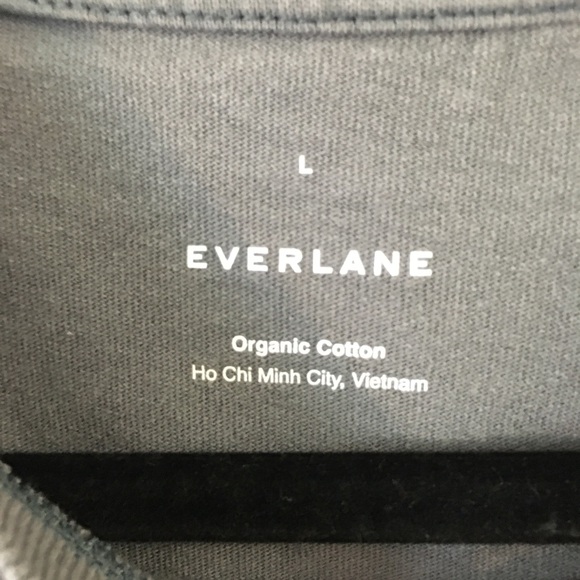 L
EVERLANE
Organic Cotton
Ho Chi Minh City, Vietnam